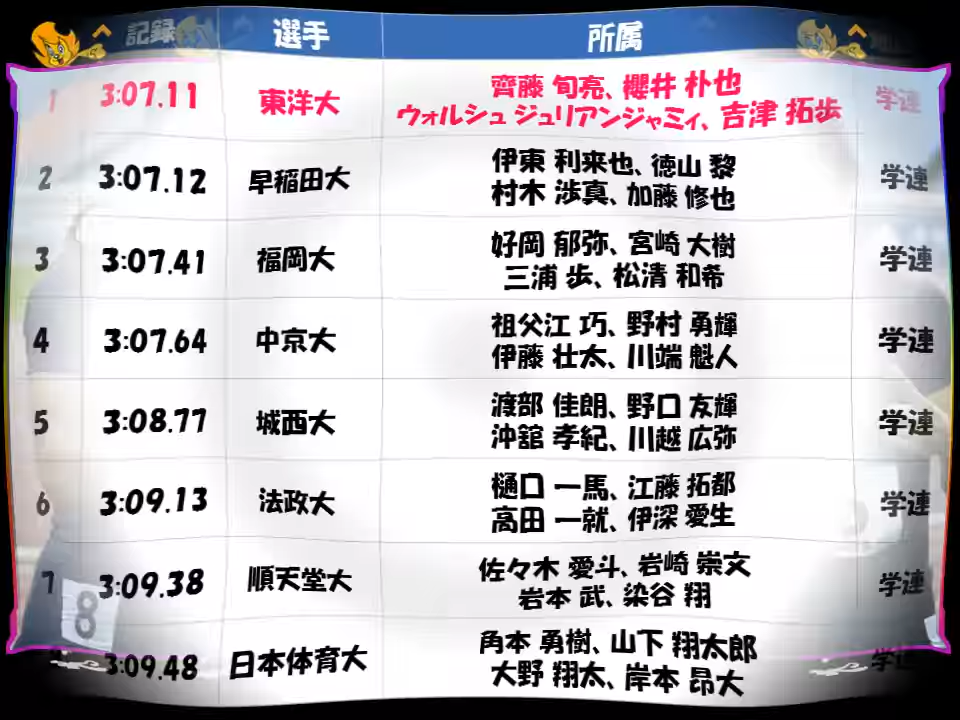 記録 選手 所属
1 3:07.11 東洋大 齊藤 旬亮、櫻井 朴也 学連
ウォルシュ ジュリアンジャミィ、吉津 拓歩
2 3:07.12 早稲田大 伊東 利来也、徳山 黎 学連
村木 渉真、加藤 修也
3 3:07.41 福岡大 好岡 郁弥、宮崎 大樹 学連
三浦 歩、松清 和希
4 3:07.64 中京大 祖父江 巧、野村 勇輝 学連
伊藤 壮太、川端 魁人
5 3:08.77 城西大 渡部 佳朗、野口 友輝 学連
沖舘 孝紀、川越 広弥
6 3:09.13 法政大 樋口 一馬、江藤 拓都 学連
高田 一就、伊深 愛生
7 3:09.38 順天堂大 佐々木 愛斗、岩崎 崇文 学連
岩本 武、染谷 翔
8
3:09.48 日本体育大 角本 勇樹、山下 翔太郎 学連
大野 翔太、岸本 昂大